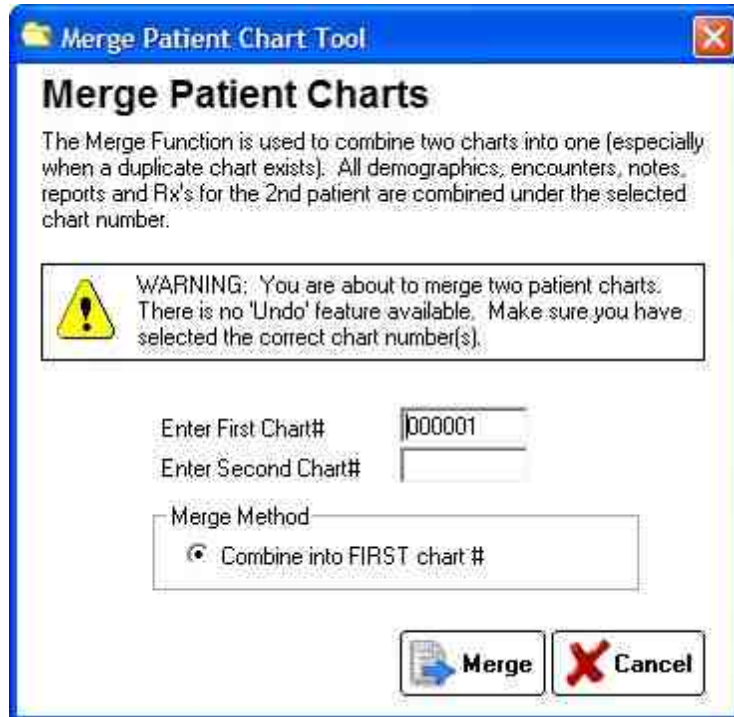 Merge Patient Chart Tool
Merge Patient Charts
The Merge Function is used to combine two charts into one (especially
when a duplicate chart exists). All demographics, encounters, notes,
reports and Rx's for the 2nd patient are combined under the selected
chart number.
WARNING: You are about to merge two patient charts.
There is no 'Undo' feature available. Make sure you have
selected the correct chart number(s).
Enter First Chart# 000001
Enter Second Chart#
Merge Method
Combine into FIRST chart #
Merge Cancel